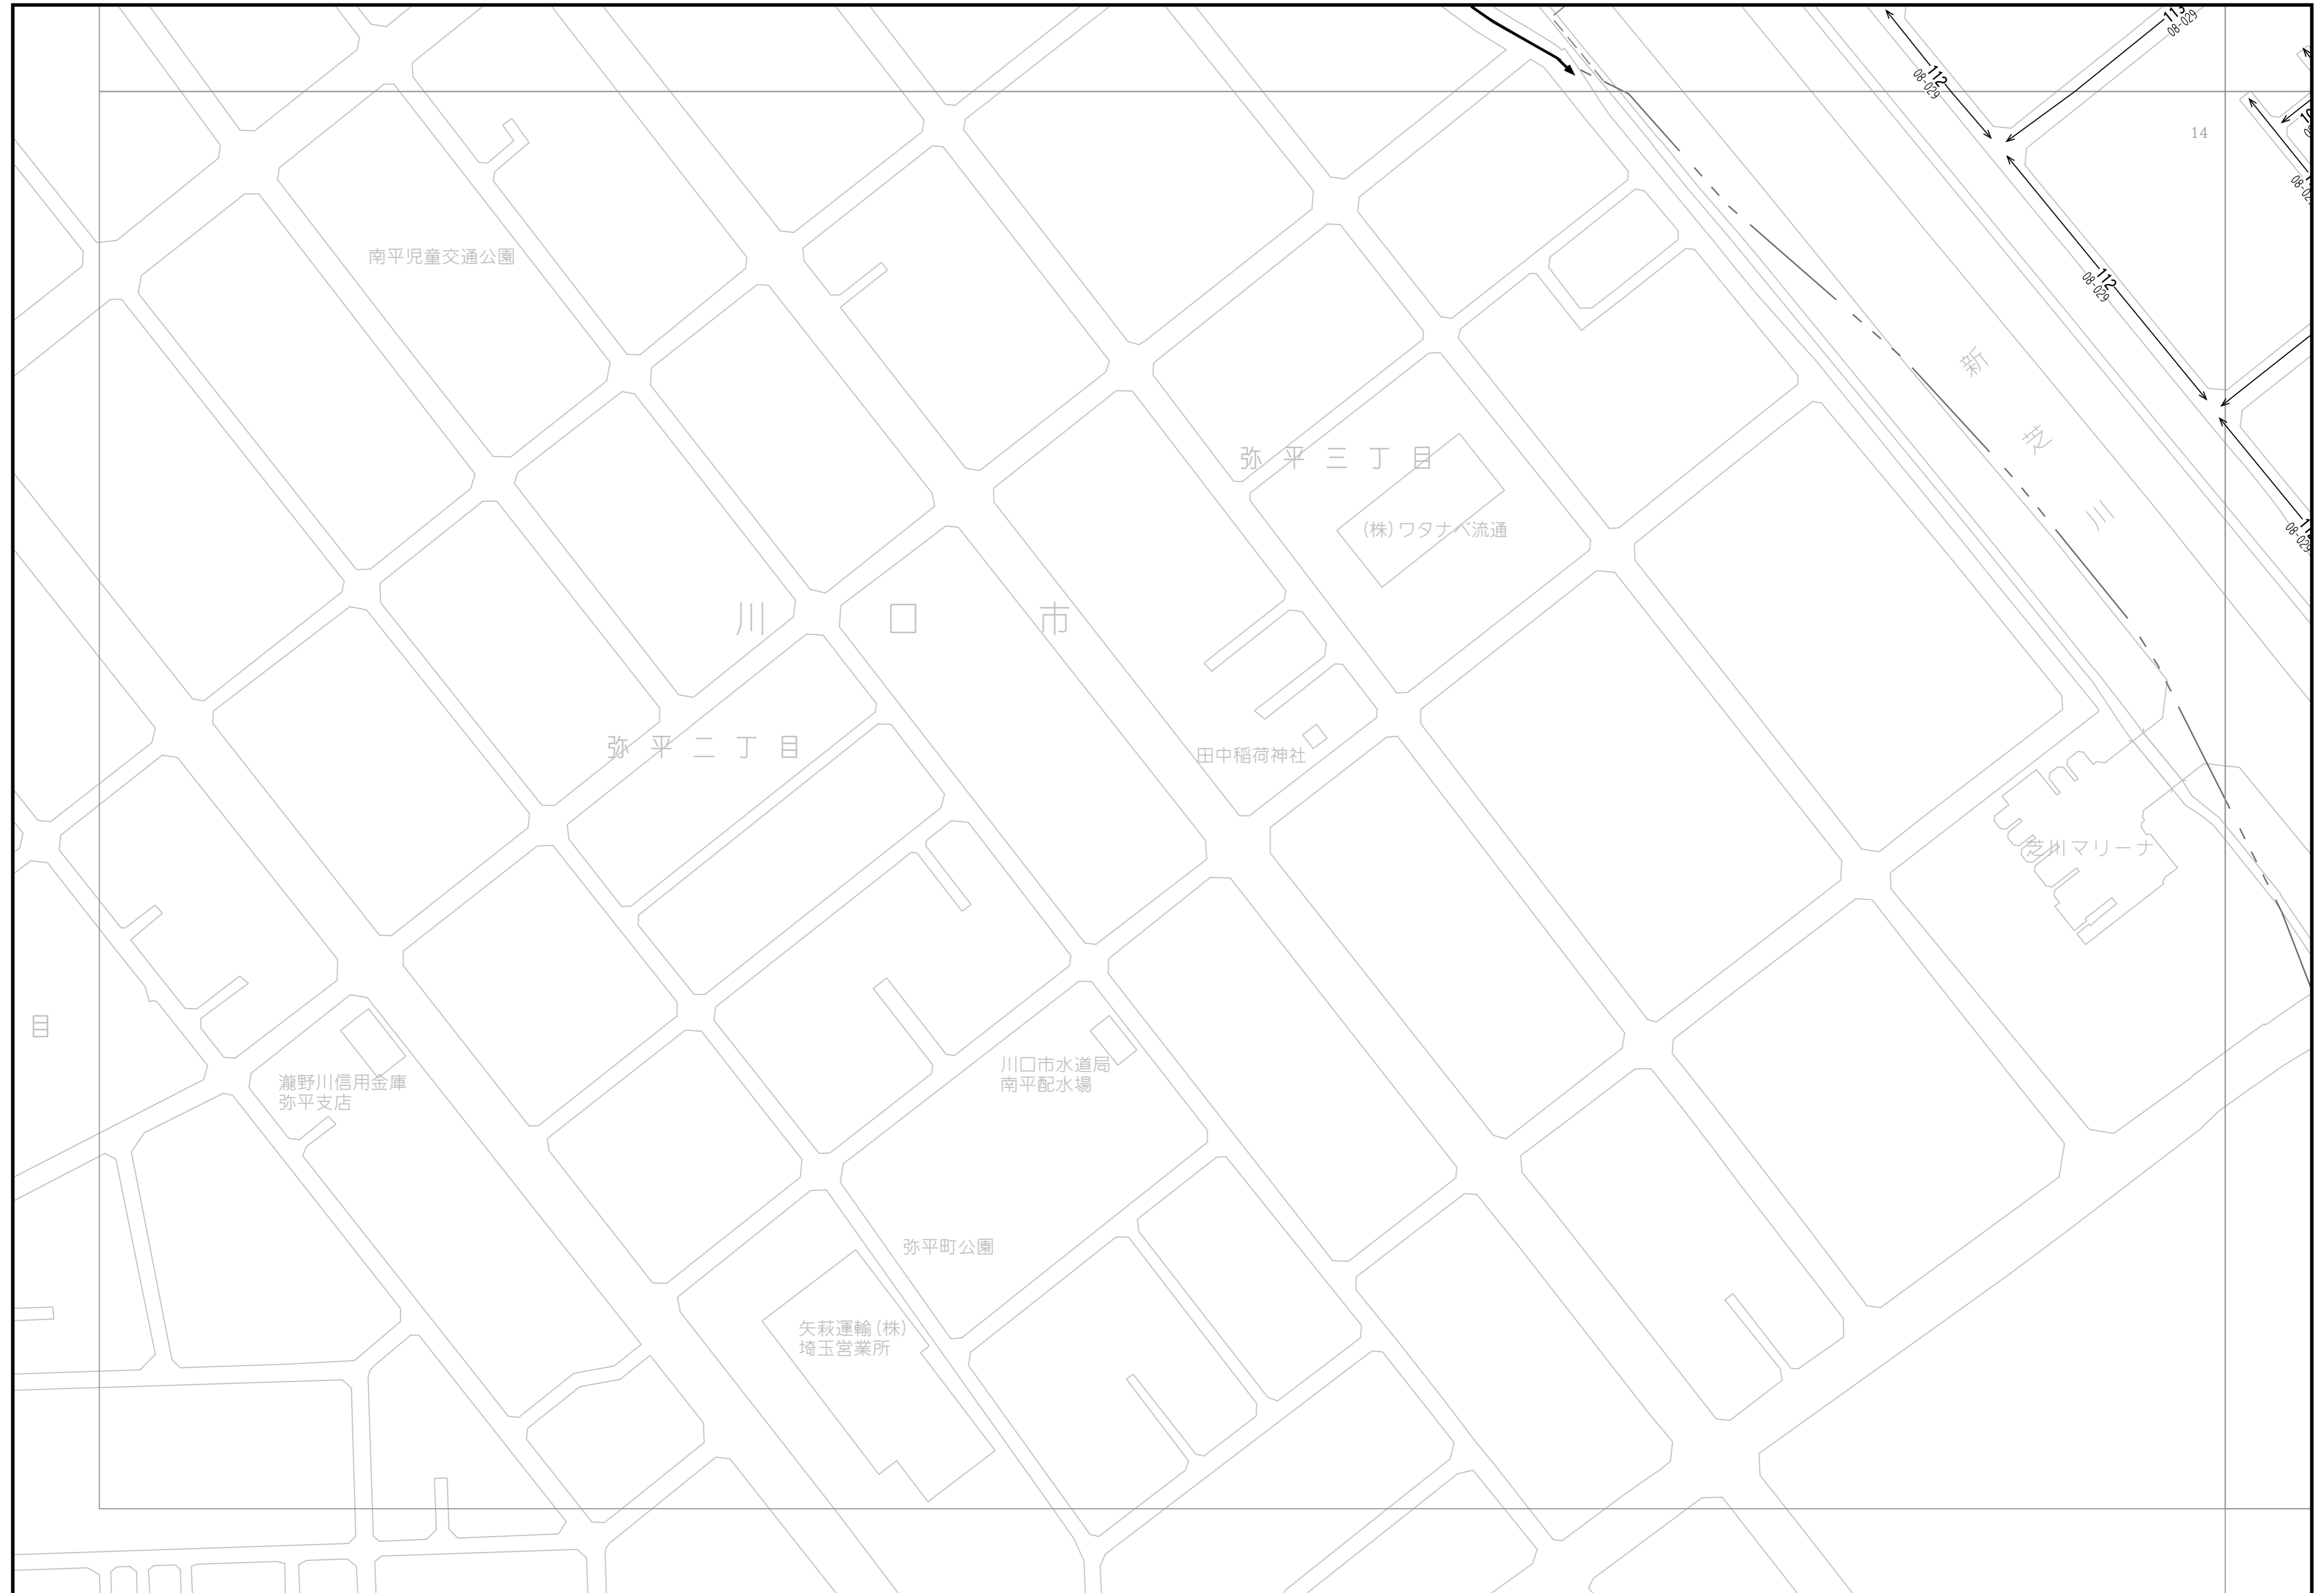 113
08-029
112
08-029
14
南平児童交通公園
112
08-029
新芝川
弥平三丁目
(株)ワタナベ流通
川口市
弥平二丁目
田中稲荷神社
芝川マリーナ
目
川口市水道局
南平配水場
瀧野川信用金庫
弥平支店
弥平町公園
矢萩運輸(株)
埼玉営業所